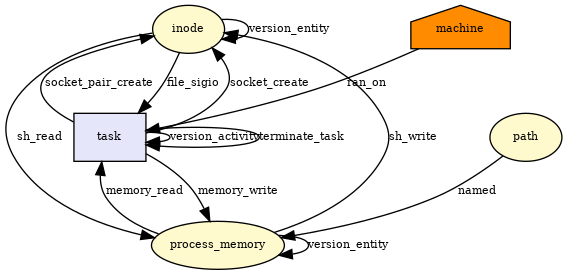 inode
version_entity
machine
socket_pair_create
file_sigio
socket_create
ran_on
sh_read
task
version_activity
terminate_task
sh_write
path
memory_read
memory_write
named
process_memory
version_entity